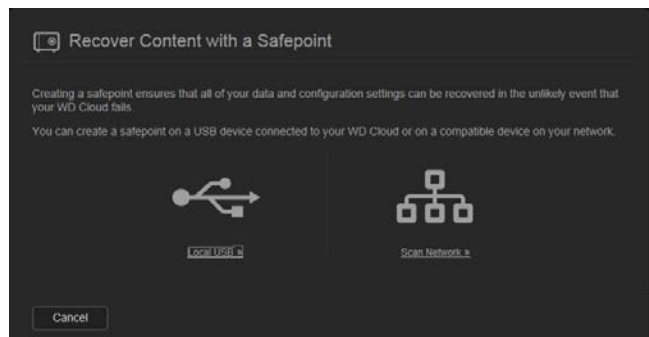 Recover Content with a Safepoint
Creating a safepoint ensures that all of your data and configuration settings can be recovered in the unlikely event that
your WD Cloud fails.
You can create a safepoint on a USB device connected to your WD Cloud or on a compatible device on your network.
Local USB »
Scan Network »
Cancel